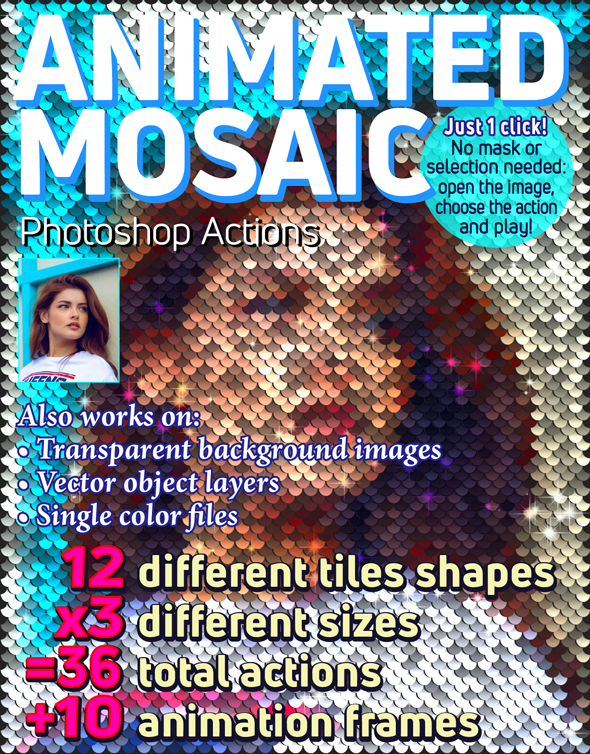 ANIMATED
MOSAIC
Just 1 click!
No mask or
selection needed:
open the image,
choose the action
and play!
Photoshop Actions
Also works on:
• Transparent background images
• Vector object layers
• Single color files
12 different tiles shapes
x3 different sizes
=36 total actions
+10 animation frames